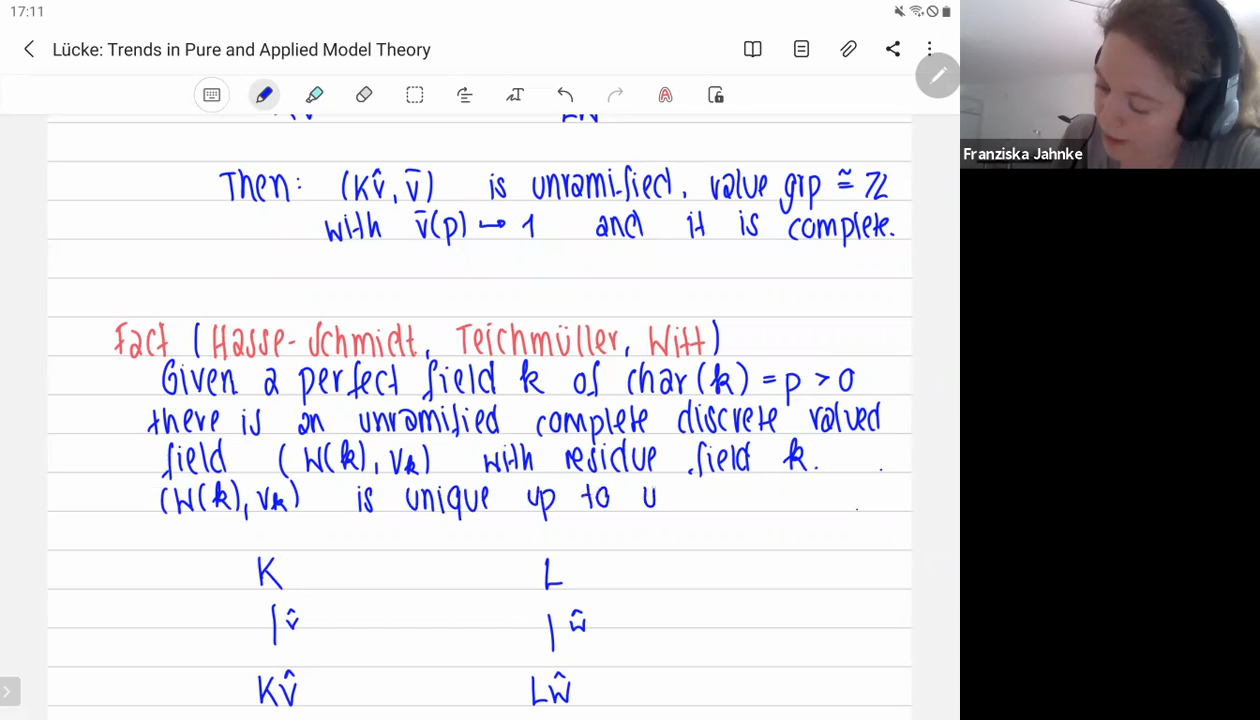 17:11
Lücke: Trends in Pure and Applied Model Theory
Franziska Jahnke
Then: (Kv̂, v̄) is unramified, value grp ≅ ℤ
with v̄(p) ↦ 1 and it is complete.
Fact (Hasse-Schmidt, Teichmüller, Witt)
Given a perfect field k of char(k) = p > 0
there is an unramified complete discrete valued
field (W(k), vₖ) with residue field k.
(W(k), vₖ) is unique up to u
K L
| v̂ | ŵ
Kv̂ Lŵ